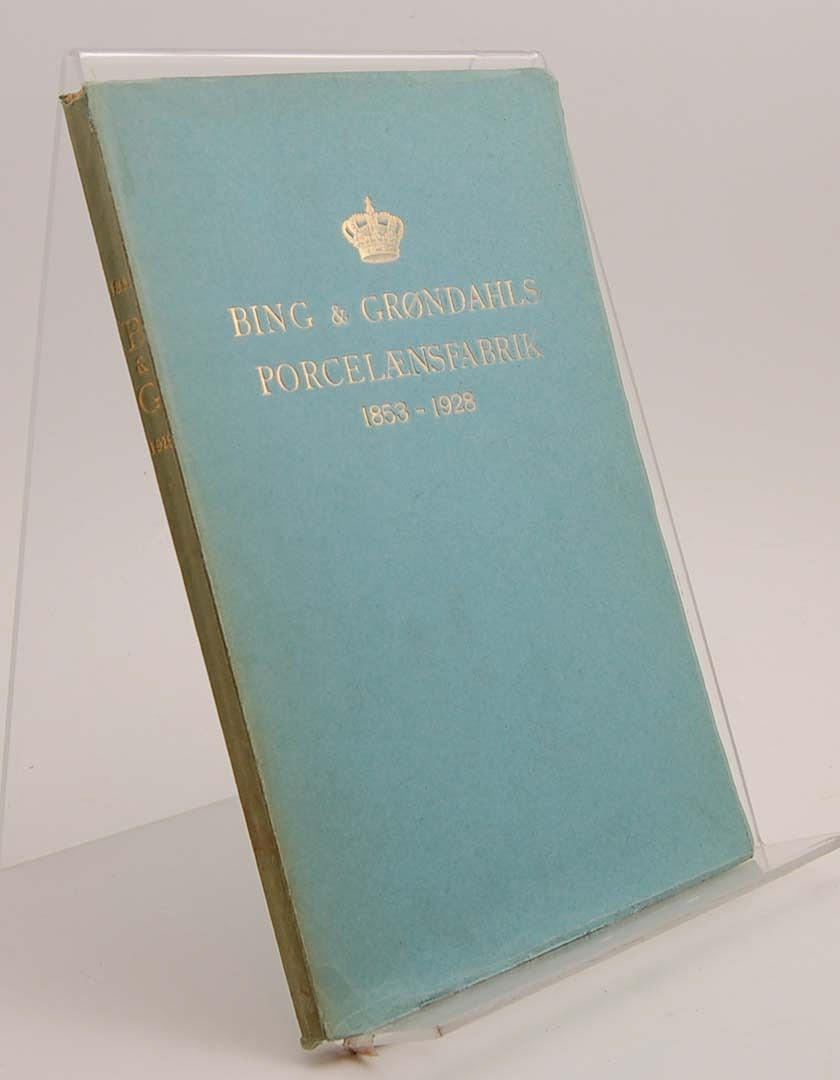 BING & GRØNDAHLS
PORCELÆNSFABRIK
1853 - 1928
B
&
G